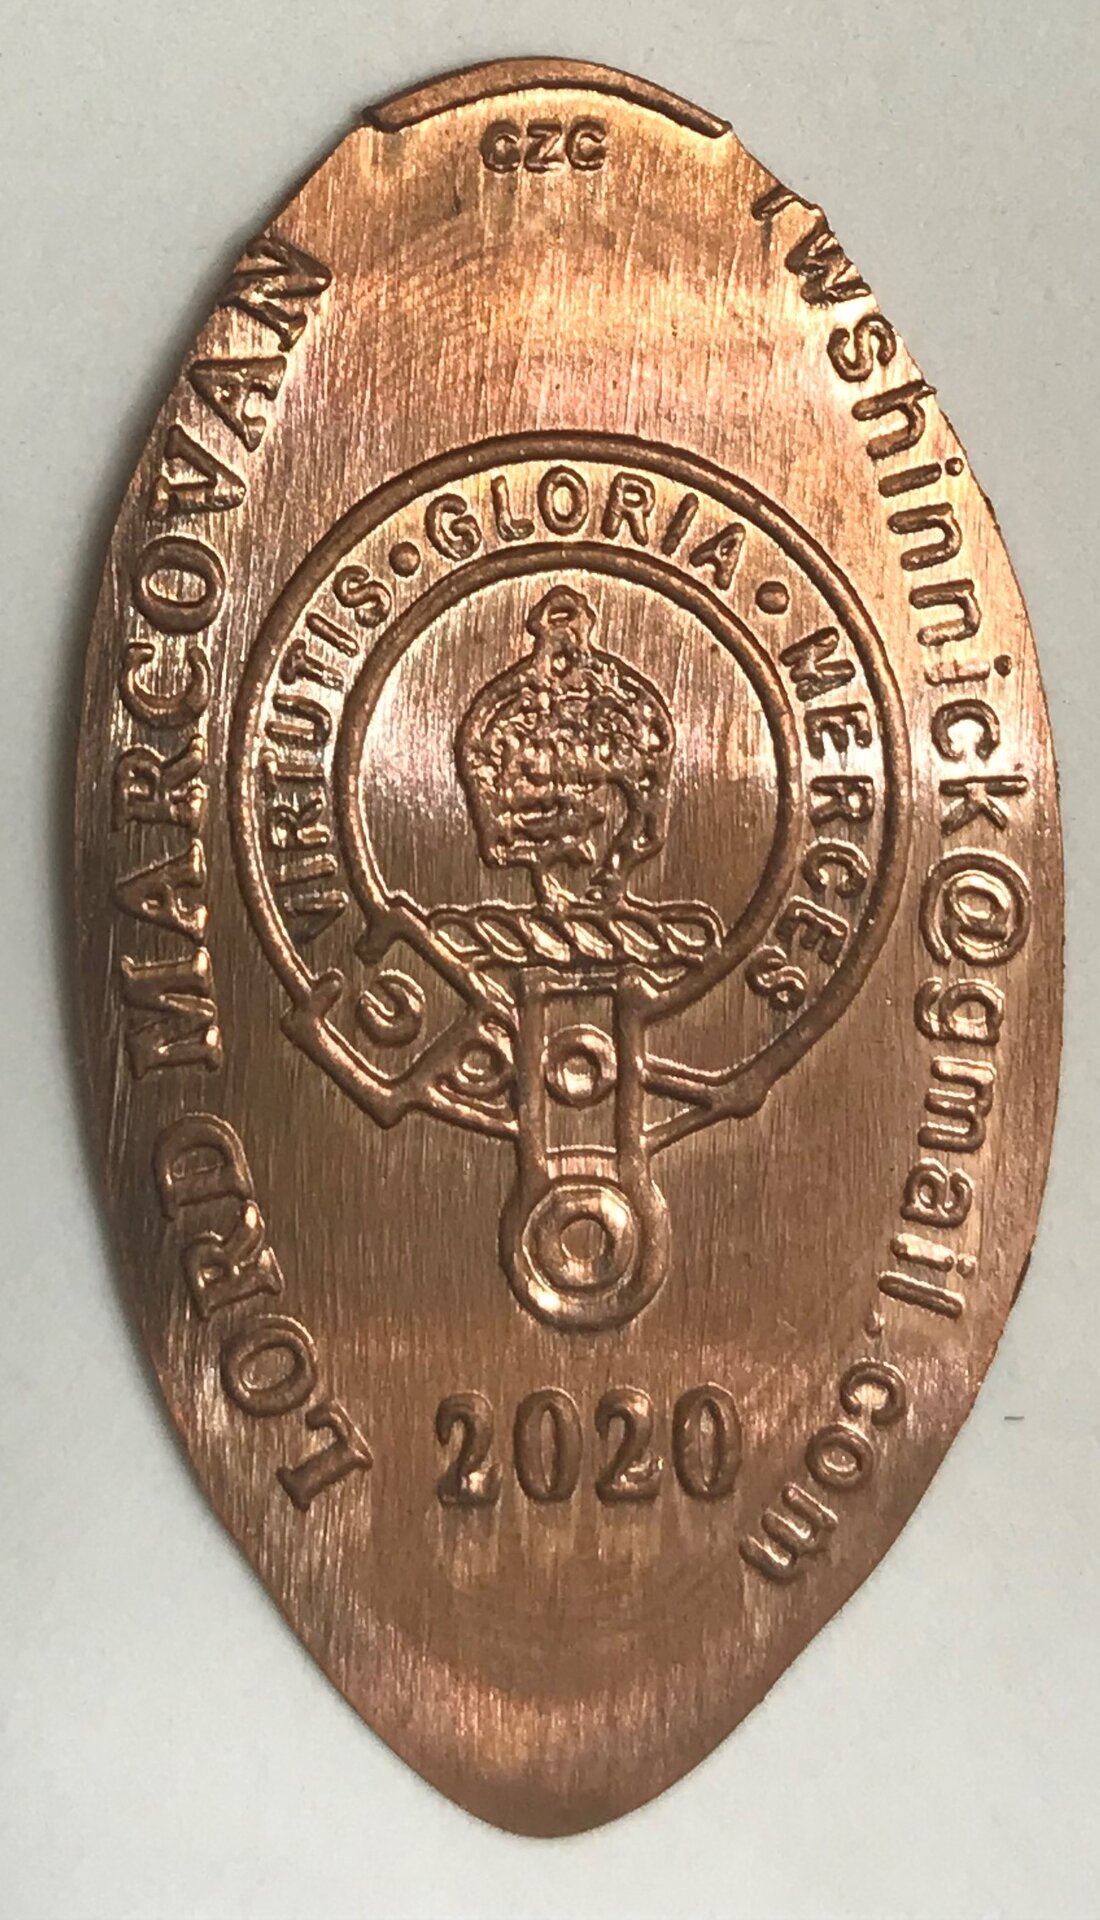 CZC
LORD MARCOVAN
VIRTUTIS • GLORIA • MERCES
rwshinnick@gmail.com
2020